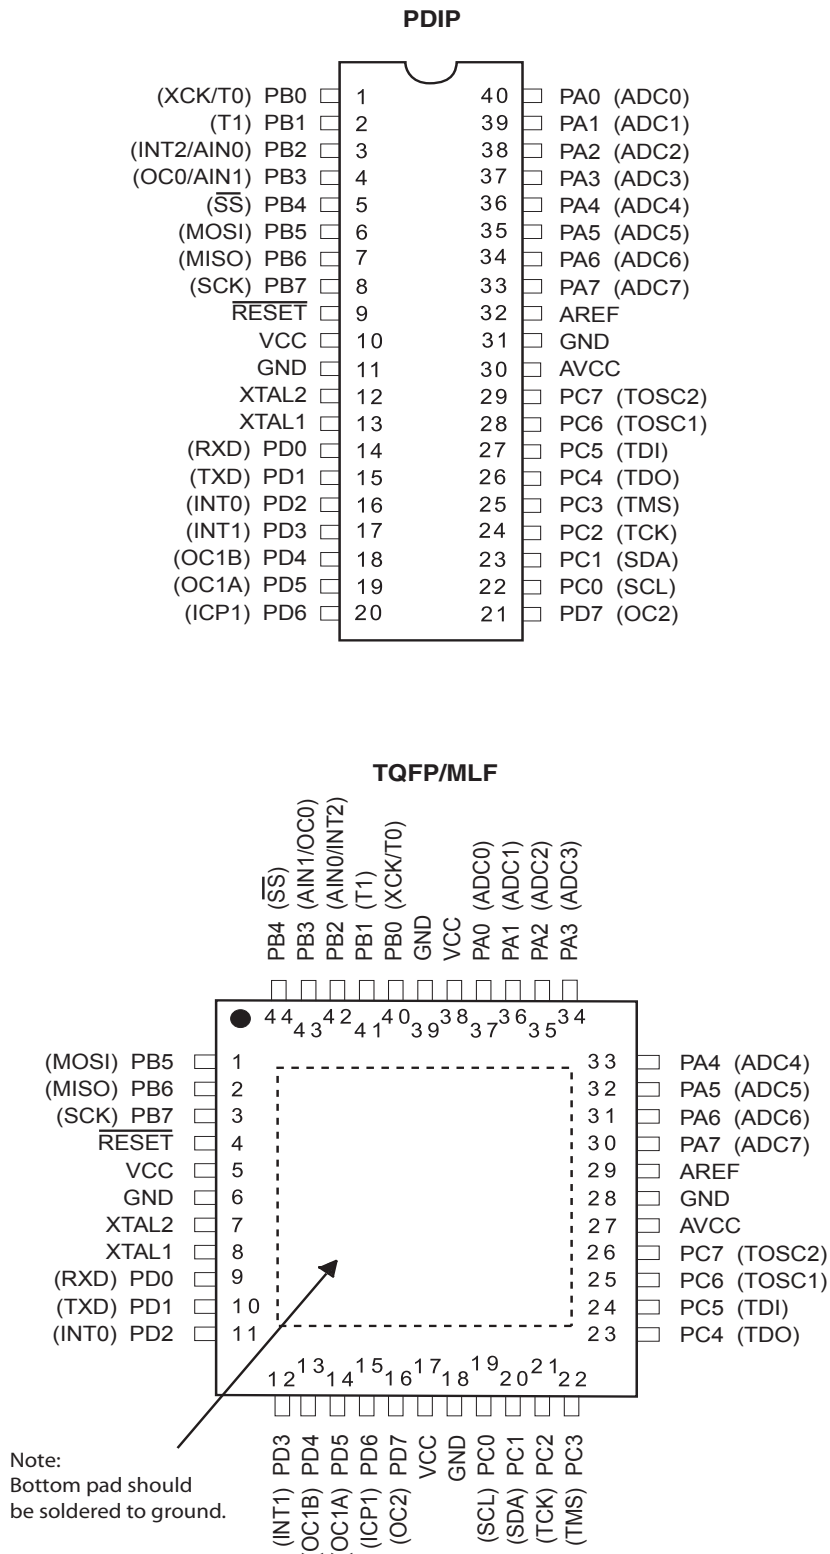 PDIP
(XCK/T0) PB0 1 40 PA0 (ADC0)
(T1) PB1 2 39 PA1 (ADC1)
(INT2/AIN0) PB2 3 38 PA2 (ADC2)
(OC0/AIN1) PB3 4 37 PA3 (ADC3)
(SS) PB4 5 36 PA4 (ADC4)
(MOSI) PB5 6 35 PA5 (ADC5)
(MISO) PB6 7 34 PA6 (ADC6)
(SCK) PB7 8 33 PA7 (ADC7)
RESET 9 32 AREF
VCC 10 31 GND
GND 11 30 AVCC
XTAL2 12 29 PC7 (TOSC2)
XTAL1 13 28 PC6 (TOSC1)
(RXD) PD0 14 27 PC5 (TDI)
(TXD) PD1 15 26 PC4 (TDO)
(INT0) PD2 16 25 PC3 (TMS)
(INT1) PD3 17 24 PC2 (TCK)
(OC1B) PD4 18 23 PC1 (SDA)
(OC1A) PD5 19 22 PC0 (SCL)
(ICP1) PD6 20 21 PD7 (OC2)
TQFP/MLF
PB4 (SS)
PB3 (AIN1/OC0)
PB2 (AIN0/INT2)
PB1 (T1)
PB0 (XCK/T0)
GND
VCC
PA0 (ADC0)
PA1 (ADC1)
PA2 (ADC2)
PA3 (ADC3)
44 43 42 41 40 39 38 37 36 35 34
(MOSI) PB5 1 33 PA4 (ADC4)
(MISO) PB6 2 32 PA5 (ADC5)
(SCK) PB7 3 31 PA6 (ADC6)
RESET 4 30 PA7 (ADC7)
VCC 5 29 AREF
GND 6 28 GND
XTAL2 7 27 AVCC
XTAL1 8 26 PC7 (TOSC2)
(RXD) PD0 9 25 PC6 (TOSC1)
(TXD) PD1 10 24 PC5 (TDI)
(INT0) PD2 11 23 PC4 (TDO)
12 13 14 15 16 17 18 19 20 21 22
(INT1) PD3
(OC1B) PD4
(OC1A) PD5
(ICP1) PD6
(OC2) PD7
VCC
GND
(SCL) PC0
(SDA) PC1
(TCK) PC2
(TMS) PC3
Note:
Bottom pad should
be soldered to ground.